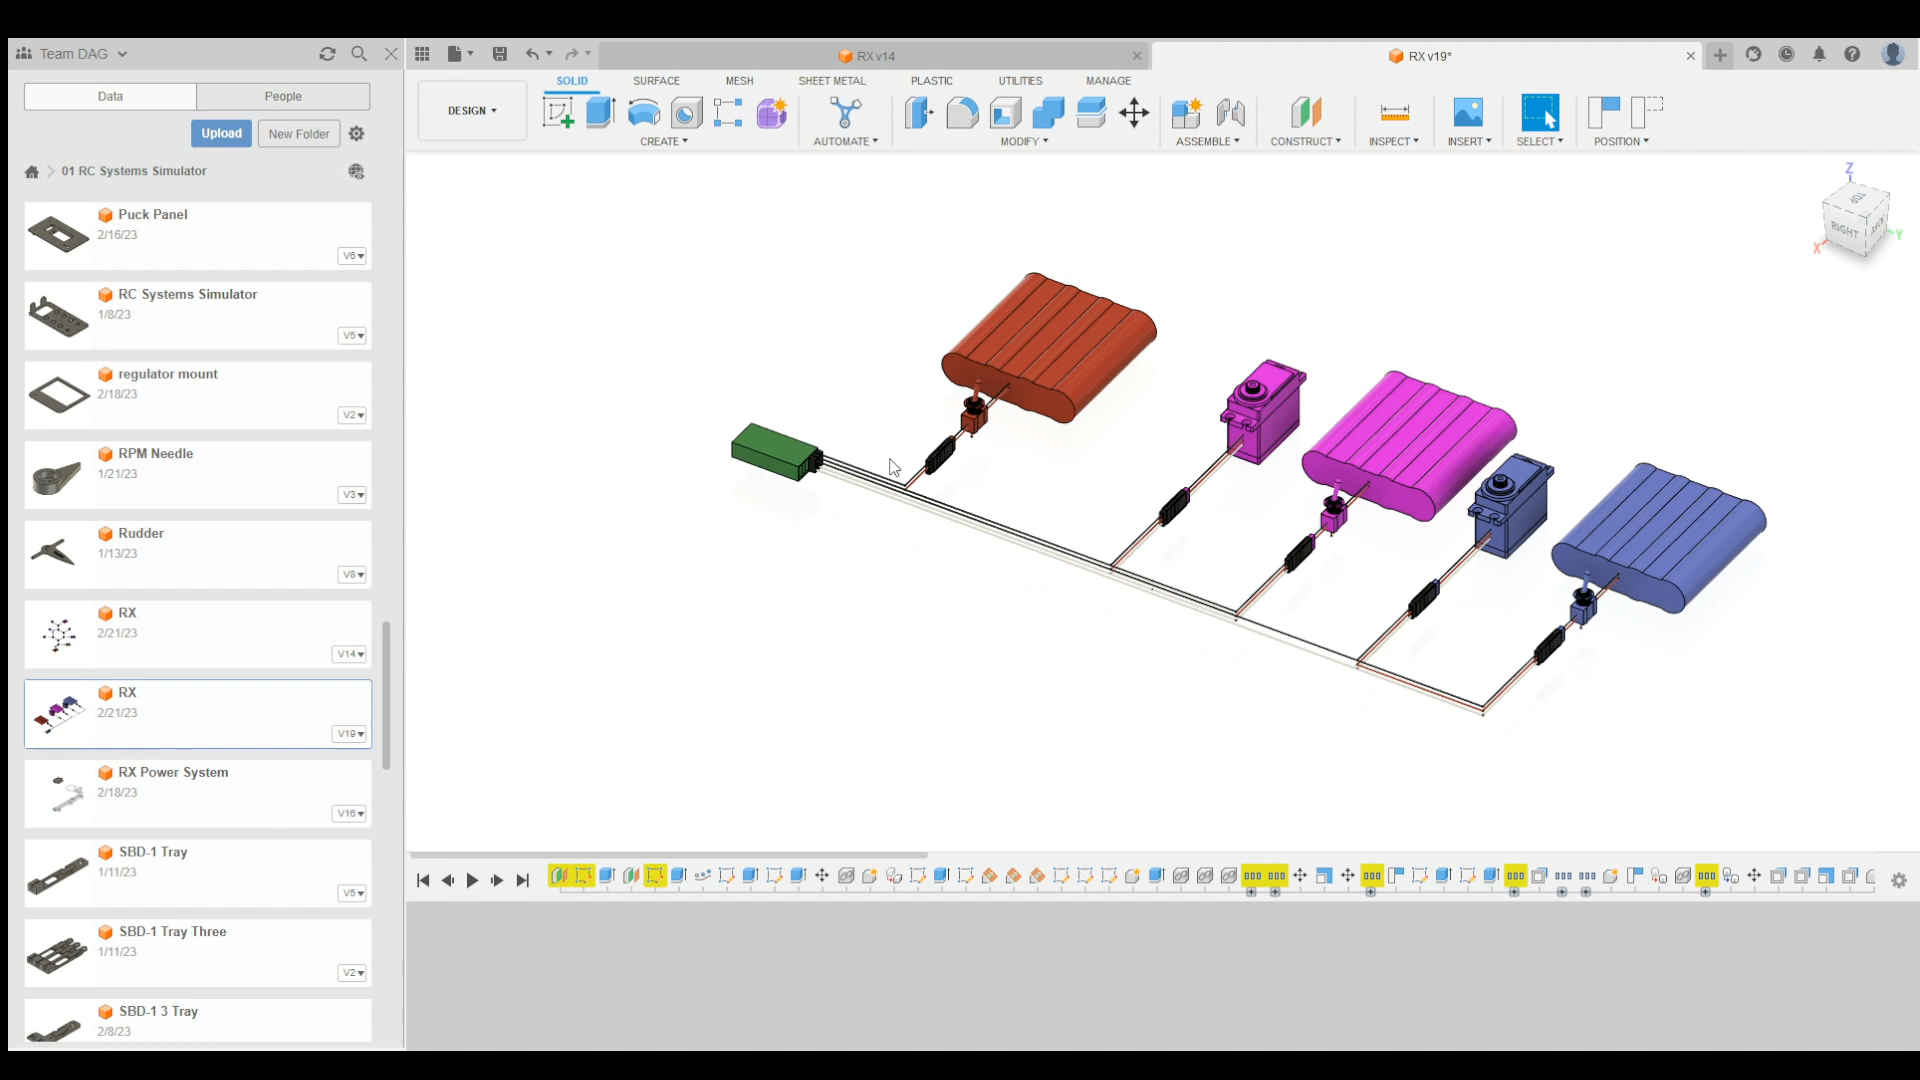 Team DAG
RX v14
RX v19*
Data
People
Upload
New Folder
01 RC Systems Simulator
Puck Panel
2/16/23
V6
RC Systems Simulator
1/8/23
V5
regulator mount
2/18/23
V2
RPM Needle
1/21/23
V3
Rudder
1/13/23
V8
RX
2/21/23
V14
RX
2/21/23
V19
RX Power System
2/18/23
V16
SBD-1 Tray
1/11/23
V5
SBD-1 Tray Three
1/11/23
V2
SBD-1 3 Tray
2/8/23
DESIGN
SOLID
SURFACE
MESH
SHEET METAL
PLASTIC
UTILITIES
MANAGE
CREATE
AUTOMATE
MODIFY
ASSEMBLE
CONSTRUCT
INSPECT
INSERT
SELECT
POSITION
Z
TOP
RIGHT
BACK
X
Y